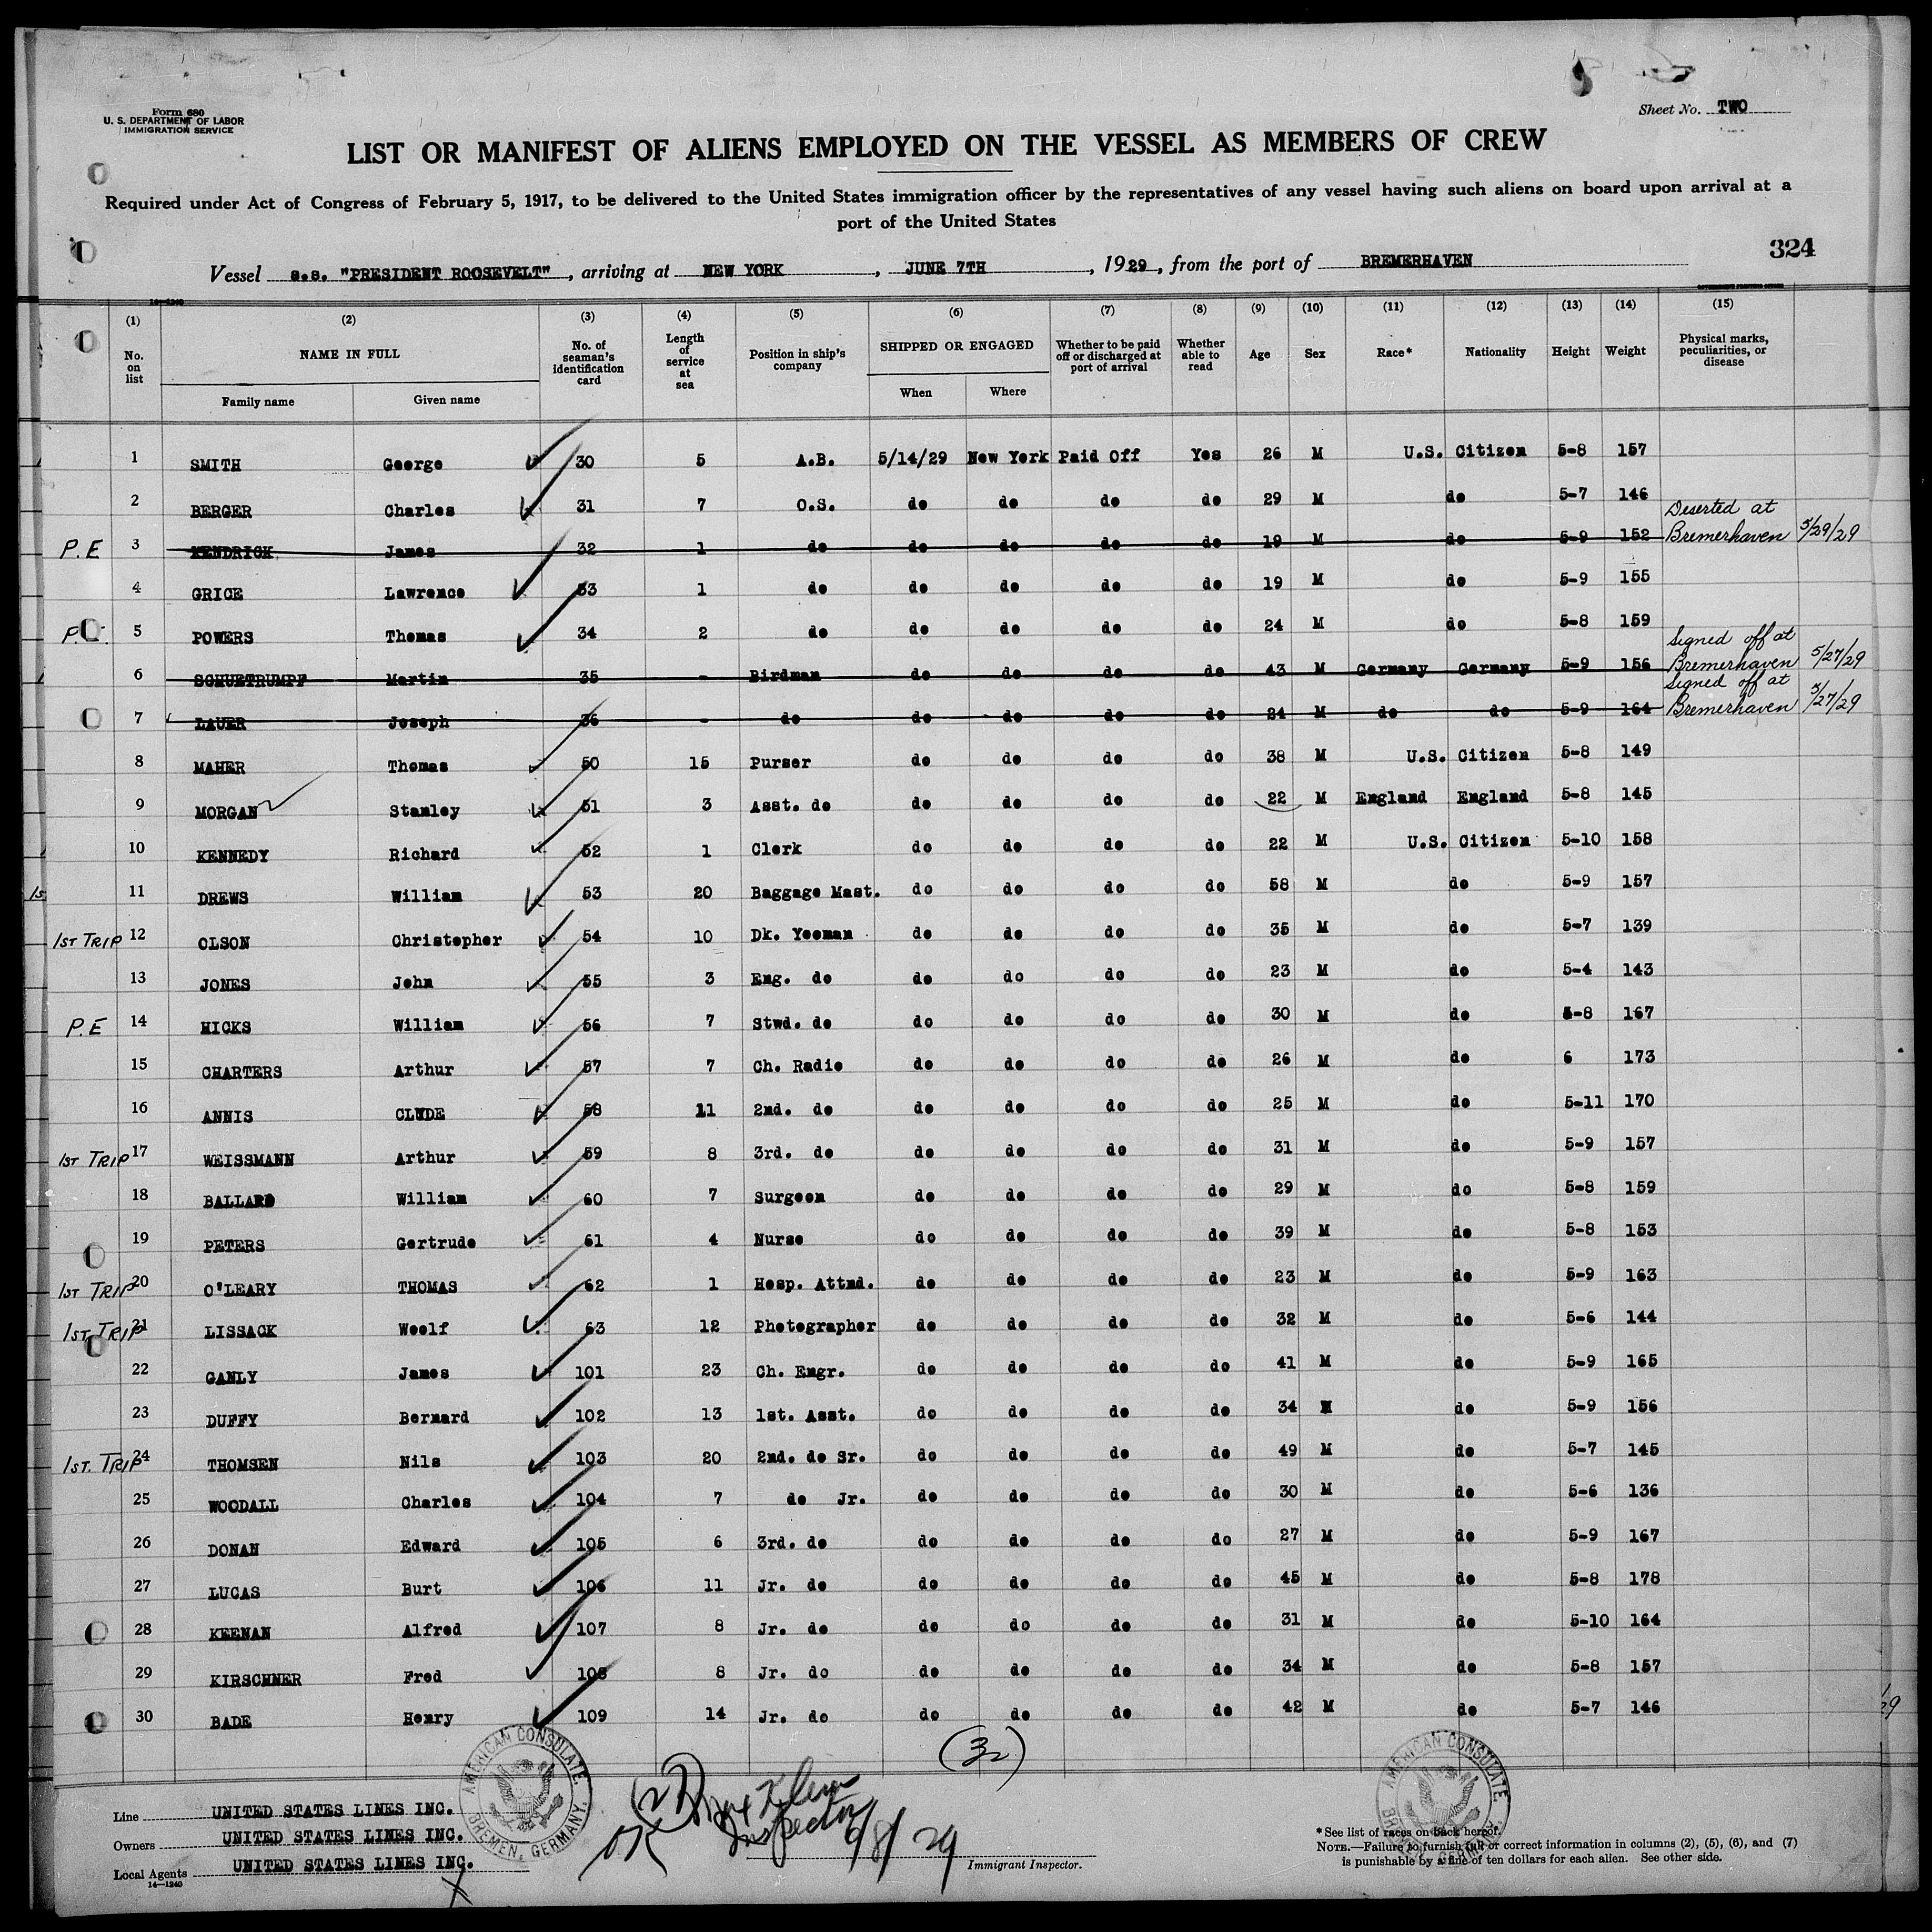 Form 680
U. S. DEPARTMENT OF LABOR
IMMIGRATION SERVICE
Sheet No. TWO
LIST OR MANIFEST OF ALIENS EMPLOYED ON THE VESSEL AS MEMBERS OF CREW
Required under Act of Congress of February 5, 1917, to be delivered to the United States immigration officer by the representatives of any vessel having such aliens on board upon arrival at a
port of the United States
324
Vessel s.s. "PRESIDENT ROOSEVELT", arriving at NEW YORK, JUNE 7TH, 1929, from the port of BREMERHAVEN
14—1240
(1) (2) (3) (4) (5) (6) (7) (8) (9) (10) (11) (12) (13) (14) (15)
No. on list NAME IN FULL Family name Given name No. of seaman's identification card Length of service at sea Position in ship's company SHIPPED OR ENGAGED When Where Whether to be paid off or discharged at port of arrival Whether able to read Age Sex Race* Nationality Height Weight Physical marks, peculiarities, or disease
1 SMITH George 30 5 A.B. 5/14/29 New York Paid Off Yes 26 M U.S. Citizen 5-8 157
2 BERGER Charles 31 7 O.S. do do do do 29 M do 5-7 146
P.E 3 KENDRICK James 32 1 do do do do do 19 M do 5-9 152 Deserted at Bremerhaven 5/29/29
4 GRICE Lawrence 33 1 do do do do do 19 M do 5-9 155
5 POWERS Thomas 34 2 do do do do do 24 M do 5-8 159
6 SCHUETRUMPF Martin 35 - Birdman do do do do 43 M Germany Germany 5-9 156 Signed off at Bremerhaven 5/27/29
7 LAUER Joseph 36 - do do do do do 24 M do do 5-9 164 Signed off at Bremerhaven 5/27/29
8 MAHER Thomas 50 15 Purser do do do do 38 M U.S. Citizen 5-8 149
9 MORGAN Stanley 51 3 Asst. do do do do do 22 M England England 5-8 145
10 KENNEDY Richard 52 1 Clerk do do do do 22 M U.S. Citizen 5-10 158
11 DREWS William 53 20 Baggage Mast. do do do do 58 M do 5-9 157
1ST TRIP 12 OLSON Christopher 54 10 Dk. Yeoman do do do do 35 M do 5-7 139
13 JONES John 55 3 Eng. do do do do do 23 M do 5-4 143
P.E 14 HICKS William 56 7 Stwd. do do do do do 30 M do 5-8 167
15 CHARTERS Arthur 57 7 Ch. Radio do do do do 26 M do 6 173
16 ANNIS CLYDE 58 11 2nd. do do do do do 25 M do 5-11 170
1ST TRIP 17 WEISSMANN Arthur 59 8 3rd. do do do do do 31 M do 5-9 157
18 BALLARD William 60 7 Surgeon do do do do 29 M do 5-8 159
19 PETERS Gertrude 61 4 Nurse do do do do 39 M do 5-8 153
1ST TRIP 20 O'LEARY THOMAS 62 1 Hosp. Attnd. do do do do 23 M do 5-9 163
1ST TRIP 21 LISSACK Woolf 63 12 Photographer do do do do 32 M do 5-6 144
22 GANLY James 101 23 Ch. Engr. do do do do 41 M do 5-9 165
23 DUFFY Bernard 102 13 1st. Asst. do do do do 34 M do 5-9 156
1ST. TRIP 24 THOMSEN Nils 103 20 2nd. do Sr. do do do do 49 M do 5-7 145
25 WOODALL Charles 104 7 do Jr. do do do do 30 M do 5-6 136
26 DONAH Edward 105 6 3rd. do do do do do 27 M do 5-9 167
27 LUCAS Burt 106 11 Jr. do do do do do 45 M do 5-8 178
28 KEENAN Alfred 107 8 Jr. do do do do do 31 M do 5-10 164
29 KIRSCHNER Fred 108 8 Jr. do do do do do 34 M do 5-8 157
30 BADE Henry 109 14 Jr. do do do do do 42 M do 5-7 146
(32)
AMERICAN CONSULATE, BREMEN, GERMANY.
AMERICAN CONSULATE
Line UNITED STATES LINES INC.
Owners UNITED STATES LINES INC.
Local Agents UNITED STATES LINES INC.
14—1240
OK
Inspector
6/8/29
Immigrant Inspector.
*See list of races on back hereof.
NOTE.—Failure to furnish full or correct information in columns (2), (5), (6), and (7)
is punishable by a fine of ten dollars for each alien. See other side.